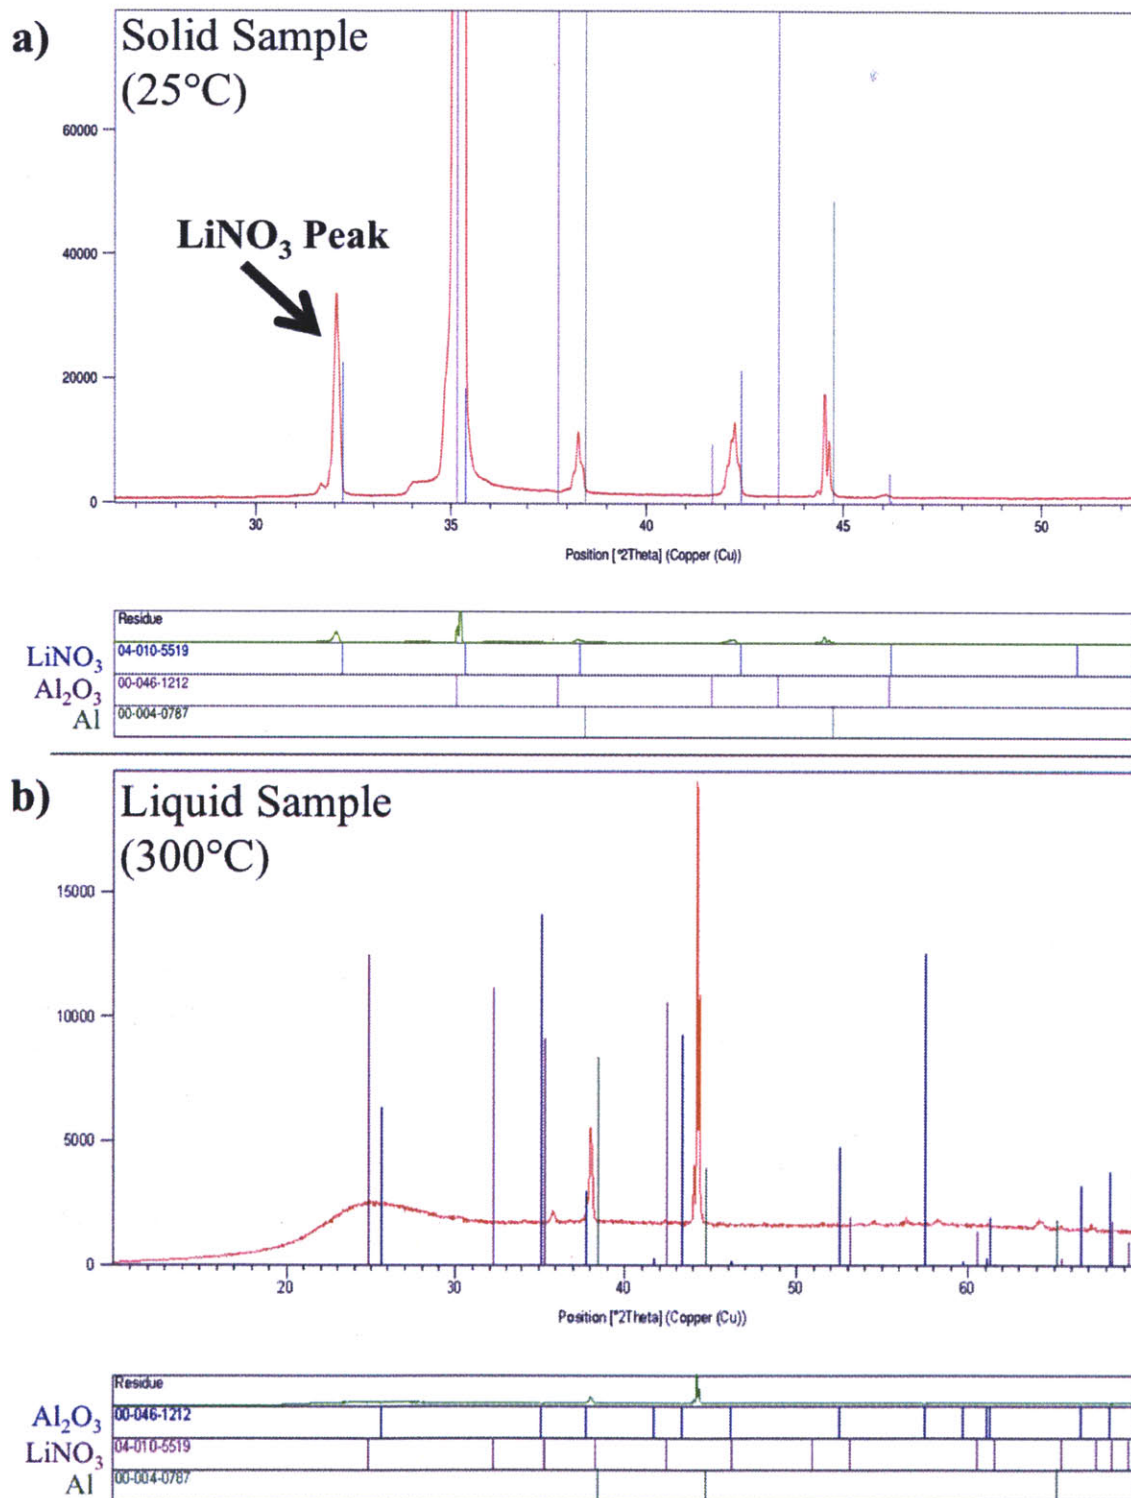 a) Solid Sample
(25°C)
60000
LiNO₃ Peak
40000
20000
0
30 35 40 45 50
Position [°2Theta] (Copper (Cu))
Residue
LiNO₃ 04-010-5519
Al₂O₃ 00-046-1212
Al 00-004-0787
b) Liquid Sample
(300°C)
15000
10000
5000
0
20 30 40 50 60
Position [°2Theta] (Copper (Cu))
Residue
Al₂O₃ 00-046-1212
LiNO₃ 04-010-5519
Al 00-004-0787